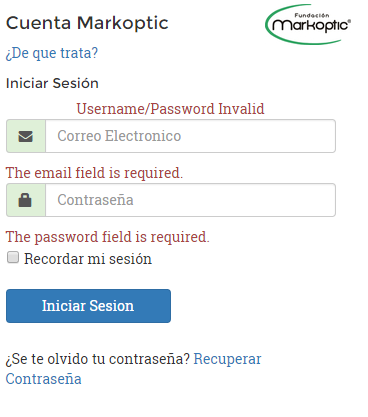 Cuenta Markoptic
Fundación
Markoptic
¿De que trata?
Iniciar Sesión
Username/Password Invalid
Correo Electronico
The email field is required.
Contraseña
The password field is required.
Recordar mi sesión
Iniciar Sesion
¿Se te olvido tu contraseña? Recuperar
Contraseña